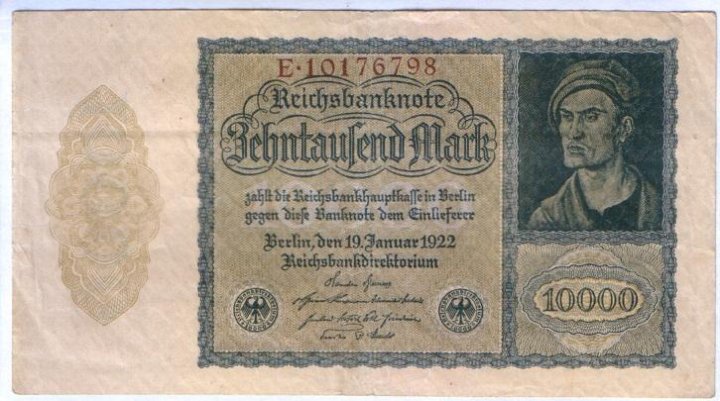 E·10176798
Reichsbanknote
Zehntausend Mark
zahlt die Reichsbankhauptkasse in Berlin
gegen diese Banknote dem Einlieferer
Berlin, den 19. Januar 1922
Reichsbankdirektorium
10000